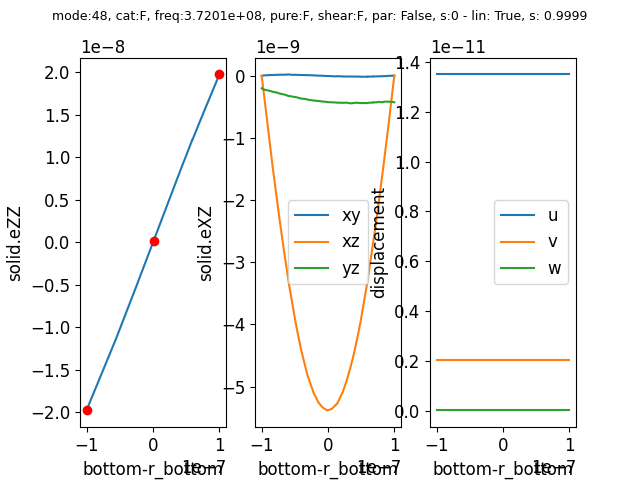 mode:48, cat:F, freq:3.7201e+08, pure:F, shear:F, par: False, s:0 - lin: True, s: 0.9999
1e−8
2.0
1.5
1.0
0.5
0.0
−0.5
−1.0
−1.5
−2.0
solid.eZZ
−1
0
1
1e−7
bottom-r_bottom
1e−9
0
−1
−2
−3
−4
−5
solid.eXZ
xy
xz
yz
−1
0
1
1e−7
bottom-r_bottom
1e−11
1.4
1.2
1.0
0.8
0.6
0.4
0.2
0.0
displacement
u
v
w
−1
0
1
1e−7
bottom-r_bottom